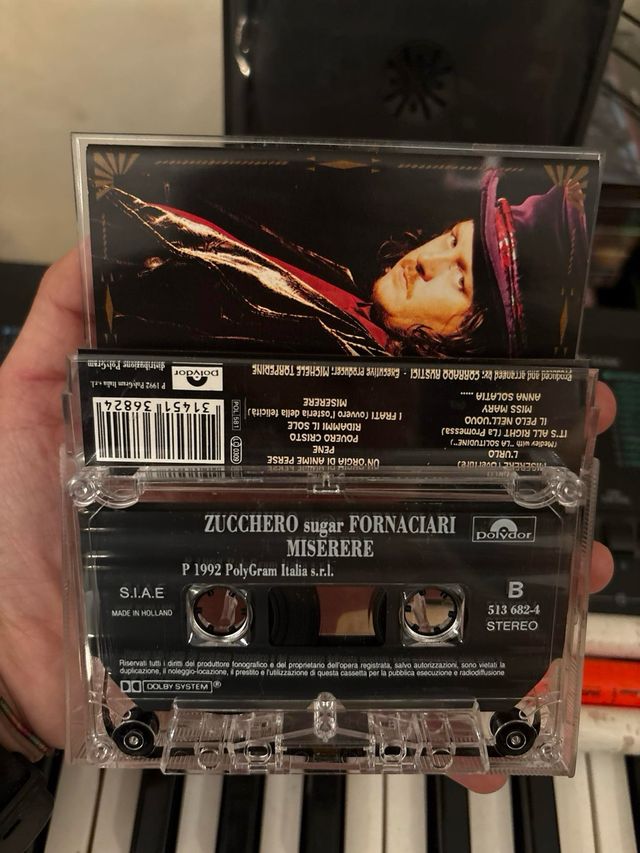 Produced and arranged by: CORRADO RUSTICI - Executive producer: MICHELE TORPEDINE
MISERERE (Ouverture)
L'URLO
(Medley with "LA SOLITUDINE")
IT'S ALL RIGHT (La Promessa)
IL PELO NELL'UOVO
MISS MARY
ANNA SOLATIA ....
UN'ORGIA DI ANIME PERSE
PENE
POVERO CRISTO
RIDAMMI IL SOLE
I FRATI (ovvero l'osteria della felicità)
MISERERE
POL 581
polydor
P 1992 PolyGram Italia s.r.l.
distribuzione PolyGram
31451 36824
ZUCCHERO sugar FORNACIARI
MISERERE
polydor
P 1992 PolyGram Italia s.r.l.
S.I.A.E
MADE IN HOLLAND
B
513 682-4
STEREO
Riservati tutti i diritti del produttore fonografico e del proprietario dell'opera registrata, salvo autorizzazioni, sono vietati la
duplicazione, il noleggio-locazione, il prestito e l'utilizzazione di questa cassetta per la pubblica esecuzione e radiodiffusione
DOLBY SYSTEM®